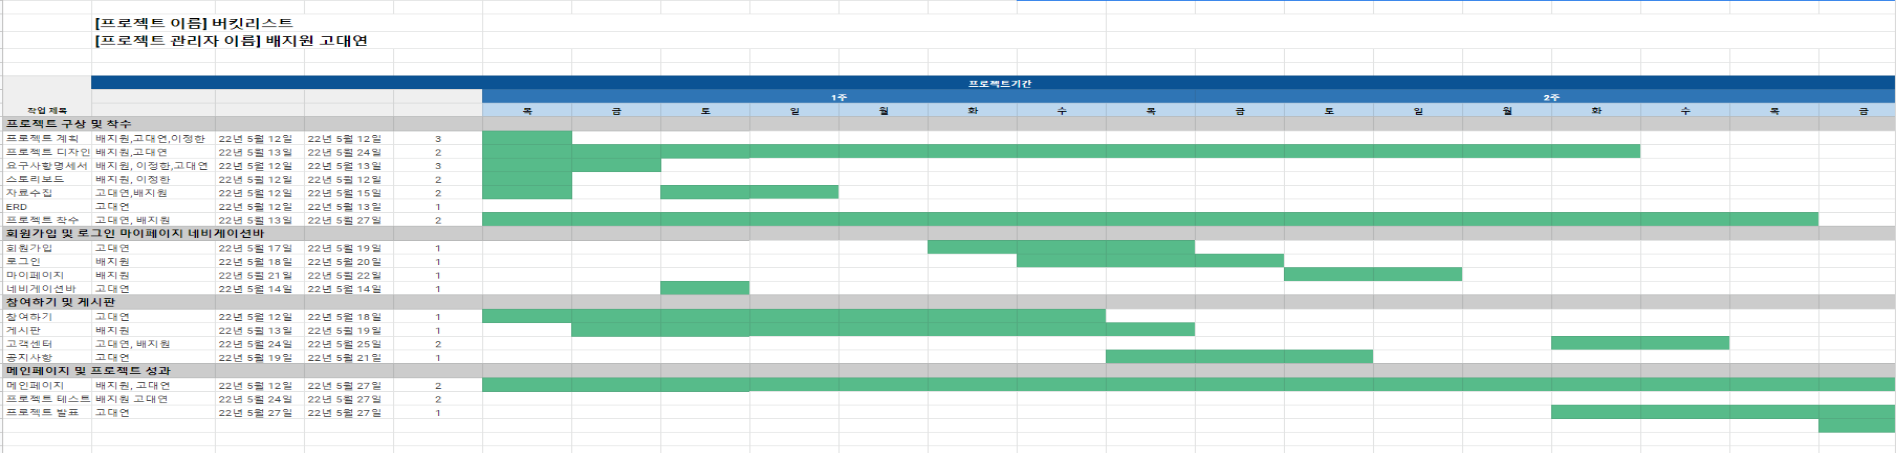 [프로젝트 이름] 버킷리스트
[프로젝트 관리자 이름] 배지원 고대연
프로젝트기간
1주 2주
작업 제목 목 금 토 일 월 화 수 목 금 토 일 월 화 수 목 금
프로젝트 구상 및 착수
프로젝트 계획 배지원,고대연,이정한 22년 5월 12일 22년 5월 12일 3
프로젝트 디자인 배지원,고대연 22년 5월 13일 22년 5월 24일 2
요구사항명세서 배지원, 이정한,고대연 22년 5월 12일 22년 5월 13일 3
스토리보드 배지원, 이정한 22년 5월 12일 22년 5월 12일 2
자료수집 고대연,배지원 22년 5월 12일 22년 5월 15일 2
ERD 고대연 22년 5월 12일 22년 5월 13일 1
프로젝트 착수 고대연, 배지원 22년 5월 13일 22년 5월 27일 2
회원가입 및 로그인 마이페이지 네비게이션바
회원가입 고대연 22년 5월 17일 22년 5월 19일 1
로그인 배지원 22년 5월 18일 22년 5월 20일 1
마이페이지 배지원 22년 5월 21일 22년 5월 22일 1
네비게이션바 고대연 22년 5월 14일 22년 5월 14일 1
참여하기 및 게시판
참여하기 고대연 22년 5월 12일 22년 5월 18일 1
게시판 배지원 22년 5월 13일 22년 5월 19일 1
고객센터 고대연, 배지원 22년 5월 24일 22년 5월 25일 2
공지사항 고대연 22년 5월 19일 22년 5월 21일 1
메인페이지 및 프로젝트 성과
메인페이지 배지원, 고대연 22년 5월 12일 22년 5월 27일 2
프로젝트 테스트 배지원 고대연 22년 5월 24일 22년 5월 27일 2
프로젝트 발표 고대연 22년 5월 27일 22년 5월 27일 1